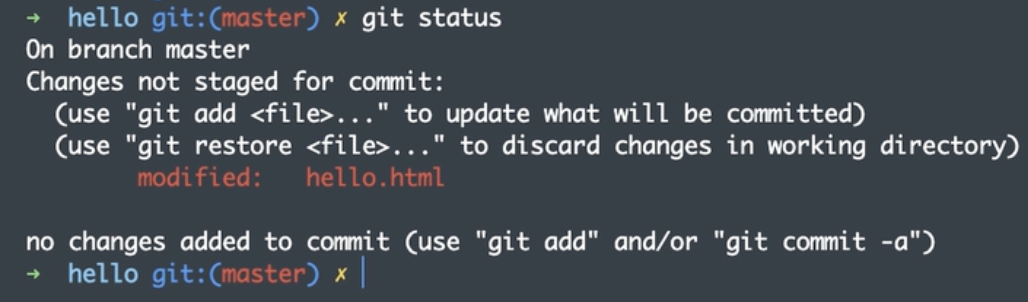 → hello git:(master) ✗ git status
On branch master
Changes not staged for commit:
  (use "git add <file>..." to update what will be committed)
  (use "git restore <file>..." to discard changes in working directory)
        modified:   hello.html

no changes added to commit (use "git add" and/or "git commit -a")
→ hello git:(master) ✗